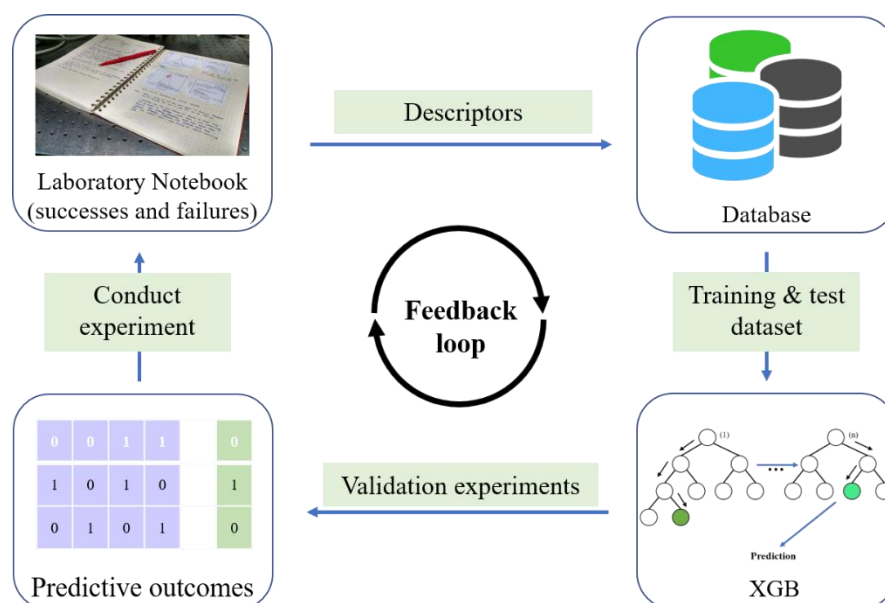 Descriptors
Laboratory Notebook
(successes and failures)
Database
Conduct
experiment
Feedback
loop
Training & test
dataset
0 0 1 1 0
1 0 1 0 1
0 1 0 1 0
Predictive outcomes
Validation experiments
(1)
...
(n)
Prediction
XGB